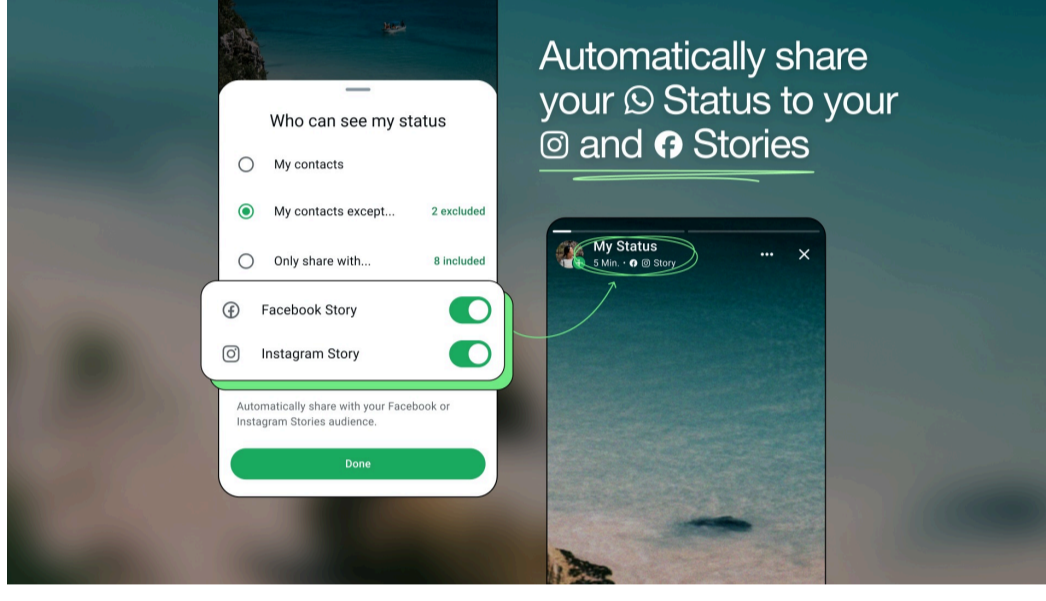 Automatically share
your Status to your
and Stories
Who can see my status
My contacts
My contacts except... 2 excluded
Only share with... 8 included
Facebook Story
Instagram Story
Automatically share with your Facebook or
Instagram Stories audience.
Done
My Status
5 Min. · Story